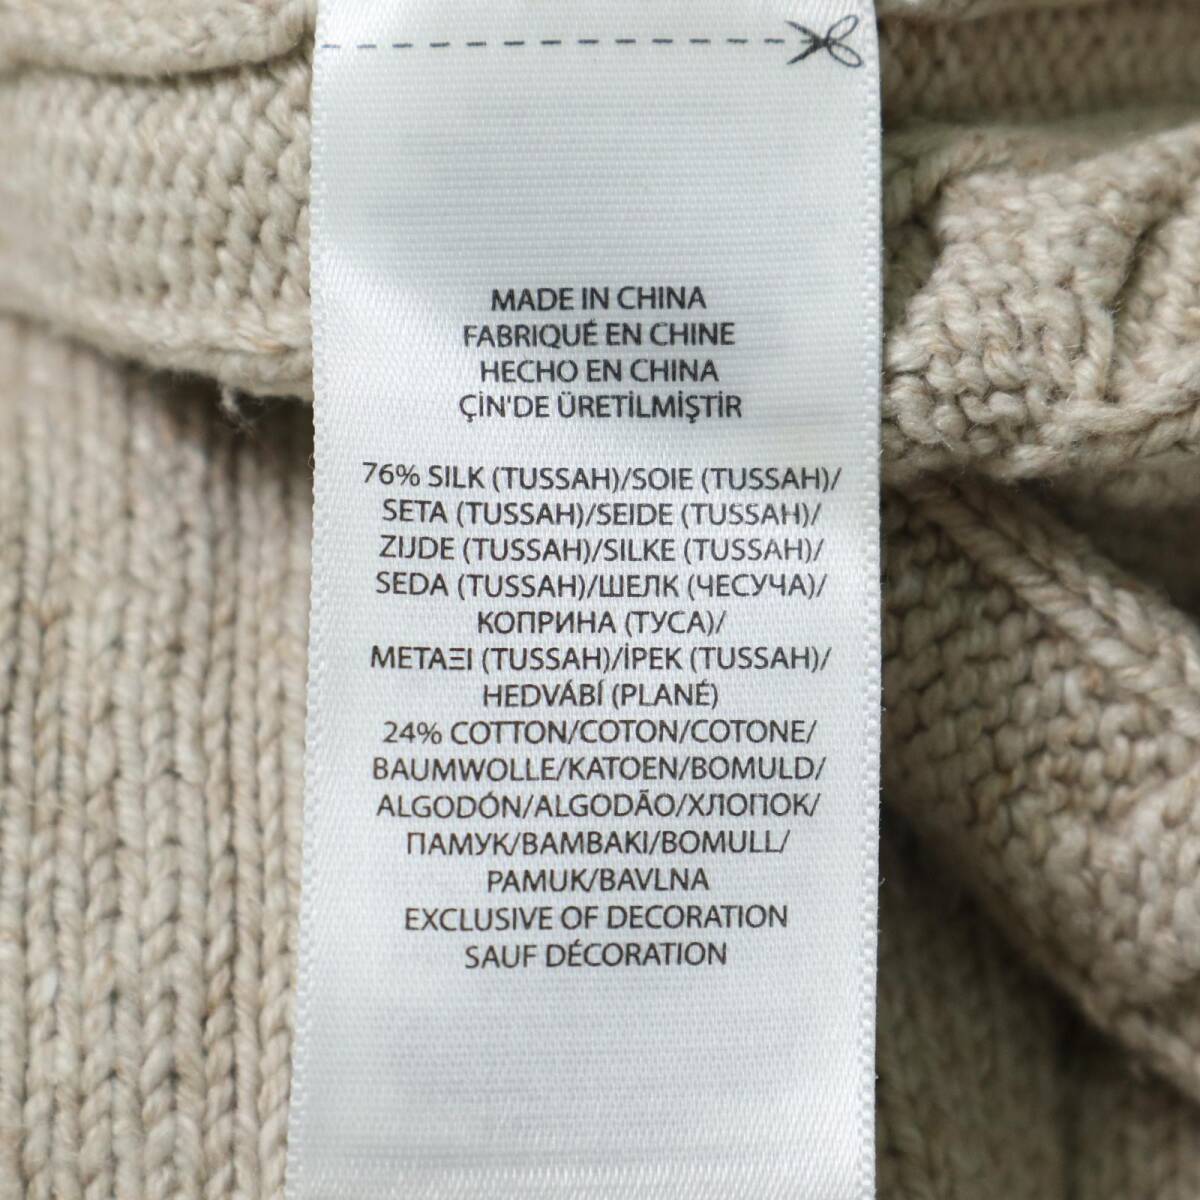 MADE IN CHINA
FABRIQUÉ EN CHINE
HECHO EN CHINA
ÇİN'DE ÜRETİLMİŞTİR
76% SILK (TUSSAH)/SOIE (TUSSAH)/
SETA (TUSSAH)/SEIDE (TUSSAH)/
ZIJDE (TUSSAH)/SILKE (TUSSAH)/
SEDA (TUSSAH)/ШЕЛК (ЧЕСУЧА)/
КОПРИНА (ТУСА)/
ΜΕΤΑΞΙ (TUSSAH)/İPEK (TUSSAH)/
HEDVÁBÍ (PLANÉ)
24% COTTON/COTON/COTONE/
BAUMWOLLE/KATOEN/BOMULD/
ALGODÓN/ALGODÃO/ХЛОПОК/
ПАМУК/ΒΑΜΒΑΚΙ/BOMULL/
PAMUK/BAVLNA
EXCLUSIVE OF DECORATION
SAUF DÉCORATION